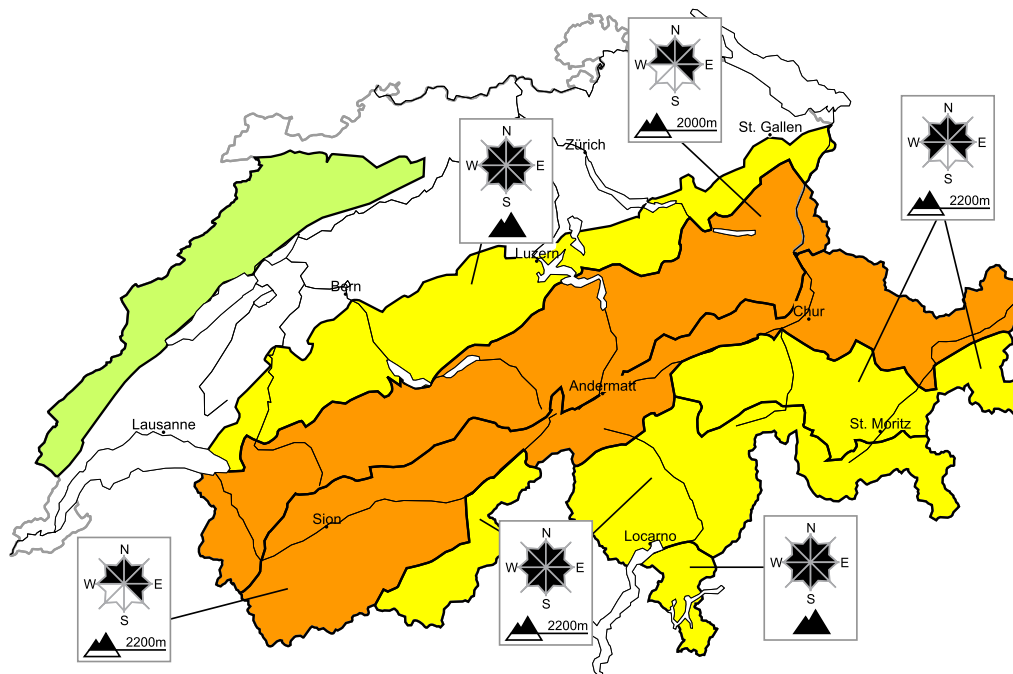 N
W E
S
2000m
St. Gallen
N
W E
S
2200m
N
W E
S
Zürich
Luzern
Bern
Chur
Andermatt
Lausanne
St. Moritz
Sion
Locarno
N
W E
S
2200m
N
W E
S
2200m
N
W E
S